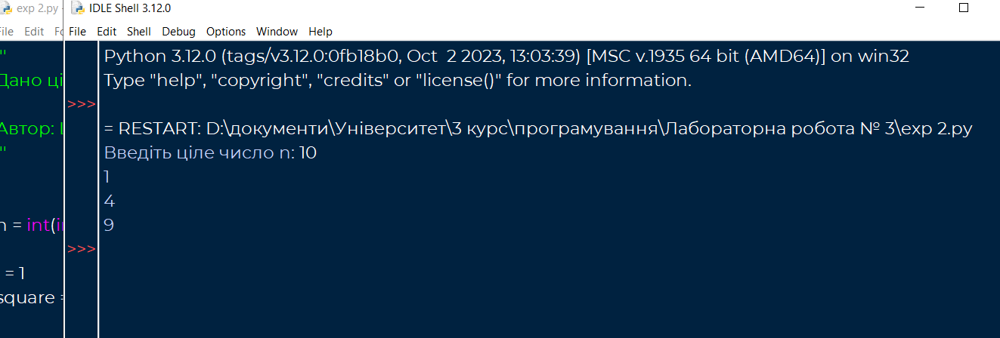 exp 2.py
IDLE Shell 3.12.0
File Edit
File Edit Shell Debug Options Window Help
Python 3.12.0 (tags/v3.12.0:0fb18b0, Oct 2 2023, 13:03:39) [MSC v.1935 64 bit (AMD64)] on win32
Type "help", "copyright", "credits" or "license()" for more information.
Дано
>>>
Автор:
= RESTART: D:\документи\Університет\3 курс\програмування\Лабораторна робота № 3\exp 2.py
Введіть ціле число n: 10
1
4
n = int(
9
>>>
= 1
square =